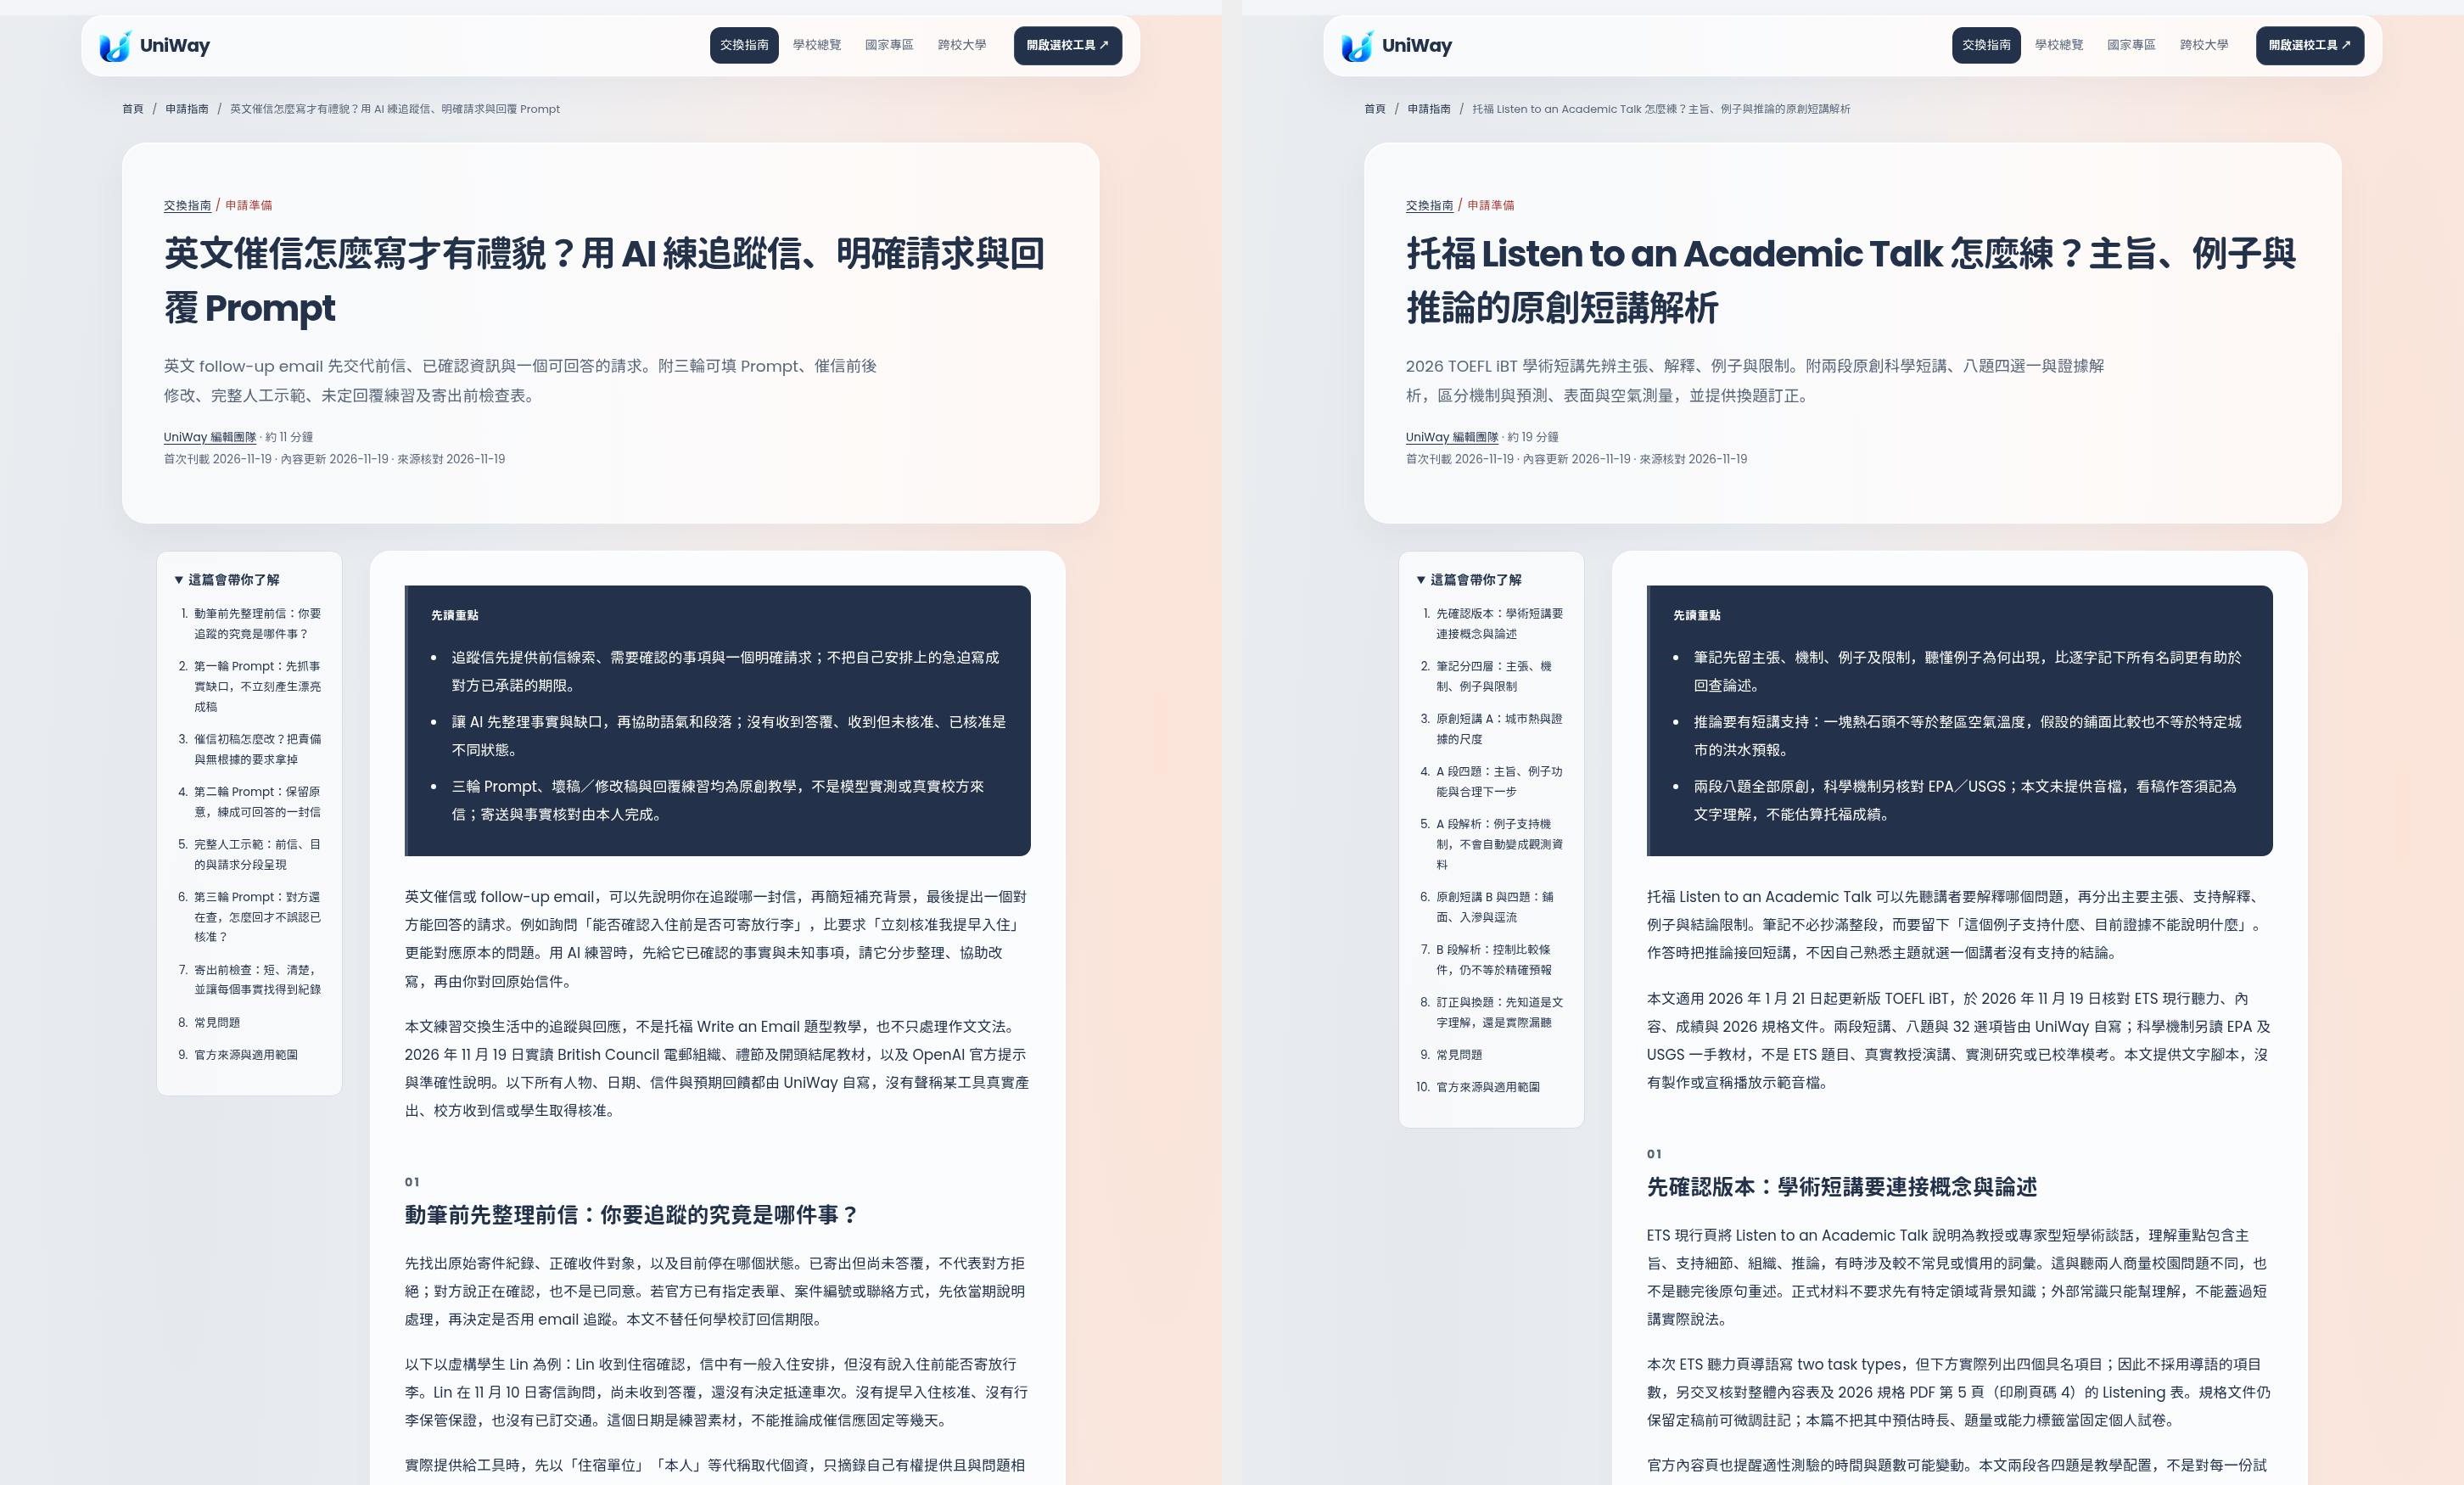 UniWay
交換指南 學校總覽 國家專區 跨校大學 開啟選校工具 ↗
首頁 / 申請指南 / 英文催信怎麼寫才有禮貌？用 AI 練追蹤信、明確請求與回覆 Prompt
交換指南 / 申請準備
英文催信怎麼寫才有禮貌？用 AI 練追蹤信、明確請求與回
覆 Prompt
英文 follow-up email 先交代前信、已確認資訊與一個可回答的請求。附三輪可填 Prompt、催信前後
修改、完整人工示範、未定回覆練習及寄出前檢查表。
UniWay 編輯團隊 · 約 11 分鐘
首次刊載 2026-11-19 · 內容更新 2026-11-19 · 來源核對 2026-11-19
▼ 這篇會帶你了解
1. 動筆前先整理前信：你要
追蹤的究竟是哪件事？
2. 第一輪 Prompt：先抓事
實缺口，不立刻產生漂亮
成稿
3. 催信初稿怎麼改？把責備
與無根據的要求拿掉
4. 第二輪 Prompt：保留原
意，練成可回答的一封信
5. 完整人工示範：前信、目
的與請求分段呈現
6. 第三輪 Prompt：對方還
在查，怎麼回才不誤認已
核准？
7. 寄出前檢查：短、清楚，
並讓每個事實找得到紀錄
8. 常見問題
9. 官方來源與適用範圍
先讀重點
• 追蹤信先提供前信線索、需要確認的事項與一個明確請求；不把自己安排上的急迫寫成
對方已承諾的期限。
• 讓 AI 先整理事實與缺口，再協助語氣和段落；沒有收到答覆、收到但未核准、已核准是
不同狀態。
• 三輪 Prompt、壞稿／修改稿與回覆練習均為原創教學，不是模型實測或真實校方來
信；寄送與事實核對由本人完成。
英文催信或 follow-up email，可以先說明你在追蹤哪一封信，再簡短補充背景，最後提出一個對
方能回答的請求。例如詢問「能否確認入住前是否可寄放行李」，比要求「立刻核准我提早入住」
更能對應原本的問題。用 AI 練習時，先給它已確認的事實與未知事項，請它分步整理、協助改
寫，再由你對回原始信件。
本文練習交換生活中的追蹤與回應，不是托福 Write an Email 題型教學，也不只處理作文文法。
2026 年 11 月 19 日實讀 British Council 電郵組織、禮節及開頭結尾教材，以及 OpenAI 官方提示
與準確性說明。以下所有人物、日期、信件與預期回饋都由 UniWay 自寫，沒有聲稱某工具真實產
出、校方收到信或學生取得核准。
01
動筆前先整理前信：你要追蹤的究竟是哪件事？
先找出原始寄件紀錄、正確收件對象，以及目前停在哪個狀態。已寄出但尚未答覆，不代表對方拒
絕；對方說正在確認，也不是已同意。若官方已有指定表單、案件編號或聯絡方式，先依當期說明
處理，再決定是否用 email 追蹤。本文不替任何學校訂回信期限。
以下以虛構學生 Lin 為例：Lin 收到住宿確認，信中有一般入住安排，但沒有說入住前能否寄放行
李。Lin 在 11 月 10 日寄信詢問，尚未收到答覆，還沒有決定抵達車次。沒有提早入住核准、沒有行
李保管保證，也沒有已訂交通。這個日期是練習素材，不能推論成催信應固定等幾天。
實際提供給工具時，先以「住宿單位」「本人」等代稱取代個資，只摘錄自己有權提供且與問題相
UniWay
交換指南 學校總覽 國家專區 跨校大學 開啟選校工具 ↗
首頁 / 申請指南 / 托福 Listen to an Academic Talk 怎麼練？主旨、例子與推論的原創短講解析
交換指南 / 申請準備
托福 Listen to an Academic Talk 怎麼練？主旨、例子與
推論的原創短講解析
2026 TOEFL iBT 學術短講先辨主張、解釋、例子與限制。附兩段原創科學短講、八題四選一與證據解
析，區分機制與預測、表面與空氣測量，並提供換題訂正。
UniWay 編輯團隊 · 約 19 分鐘
首次刊載 2026-11-19 · 內容更新 2026-11-19 · 來源核對 2026-11-19
▼ 這篇會帶你了解
1. 先確認版本：學術短講要
連接概念與論述
2. 筆記分四層：主張、機
制、例子與限制
3. 原創短講 A：城市熱與證
據的尺度
4. A 段四題：主旨、例子功
能與合理下一步
5. A 段解析：例子支持機
制，不會自動變成觀測資
料
6. 原創短講 B 與四題：鋪
面、入滲與逕流
7. B 段解析：控制比較條
件，仍不等於精確預報
8. 訂正與換題：先知道是文
字理解，還是實際漏聽
9. 常見問題
10. 官方來源與適用範圍
先讀重點
• 筆記先留主張、機制、例子及限制，聽懂例子為何出現，比逐字記下所有名詞更有助於
回查論述。
• 推論要有短講支持：一塊熱石頭不等於整區空氣溫度，假設的鋪面比較也不等於特定城
市的洪水預報。
• 兩段八題全部原創，科學機制另核對 EPA／USGS；本文未提供音檔，看稿作答須記為
文字理解，不能估算托福成績。
托福 Listen to an Academic Talk 可以先聽講者要解釋哪個問題，再分出主要主張、支持解釋、
例子與結論限制。筆記不必抄滿整段，而要留下「這個例子支持什麼、目前證據不能說明什麼」。
作答時把推論接回短講，不因自己熟悉主題就選一個講者沒有支持的結論。
本文適用 2026 年 1 月 21 日起更新版 TOEFL iBT，於 2026 年 11 月 19 日核對 ETS 現行聽力、內
容、成績與 2026 規格文件。兩段短講、八題與 32 選項皆由 UniWay 自寫；科學機制另讀 EPA 及
USGS 一手教材，不是 ETS 題目、真實教授演講、實測研究或已校準模考。本文提供文字腳本，沒
有製作或宣稱播放示範音檔。
01
先確認版本：學術短講要連接概念與論述
ETS 現行頁將 Listen to an Academic Talk 說明為教授或專家型短學術談話，理解重點包含主
旨、支持細節、組織、推論，有時涉及較不常見或慣用的詞彙。這與聽兩人商量校園問題不同，也
不是聽完後原句重述。正式材料不要求先有特定領域背景知識；外部常識只能幫理解，不能蓋過短
講實際說法。
本次 ETS 聽力頁導語寫 two task types，但下方實際列出四個具名項目；因此不採用導語的項目
數，另交叉核對整體內容表及 2026 規格 PDF 第 5 頁（印刷頁碼 4）的 Listening 表。規格文件仍
保留定稿前可微調註記；本篇不把其中預估時長、題量或能力標籤當固定個人試卷。
官方內容頁也提醒適性測驗的時間與題數可能變動。本文兩段各四題是教學配置，不是對每一份試